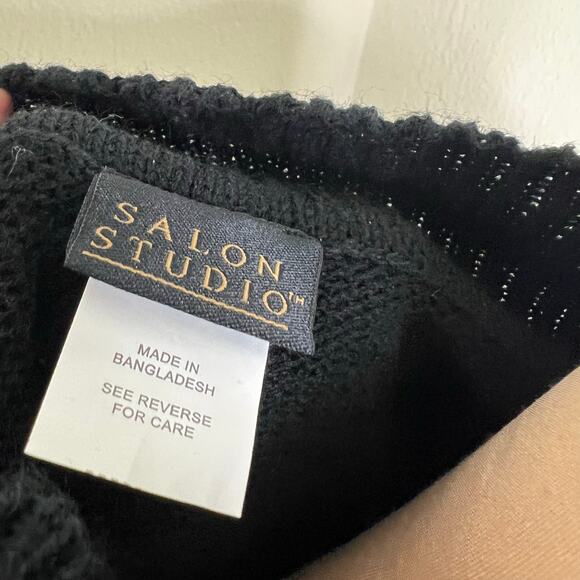 SALON
STUDIO™
MADE IN
BANGLADESH
SEE REVERSE
FOR CARE